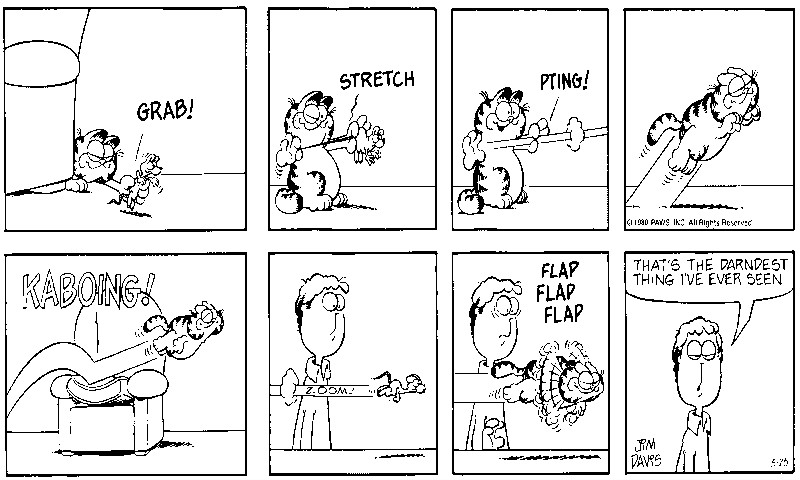 GRAB!
STRETCH
PTING!
©1980 PAWS, INC. All Rights Reserved
KABOING!
ZOOM!
FLAP
FLAP
FLAP
THAT'S THE DARNDEST
THING I'VE EVER SEEN
JIM
DAVIS